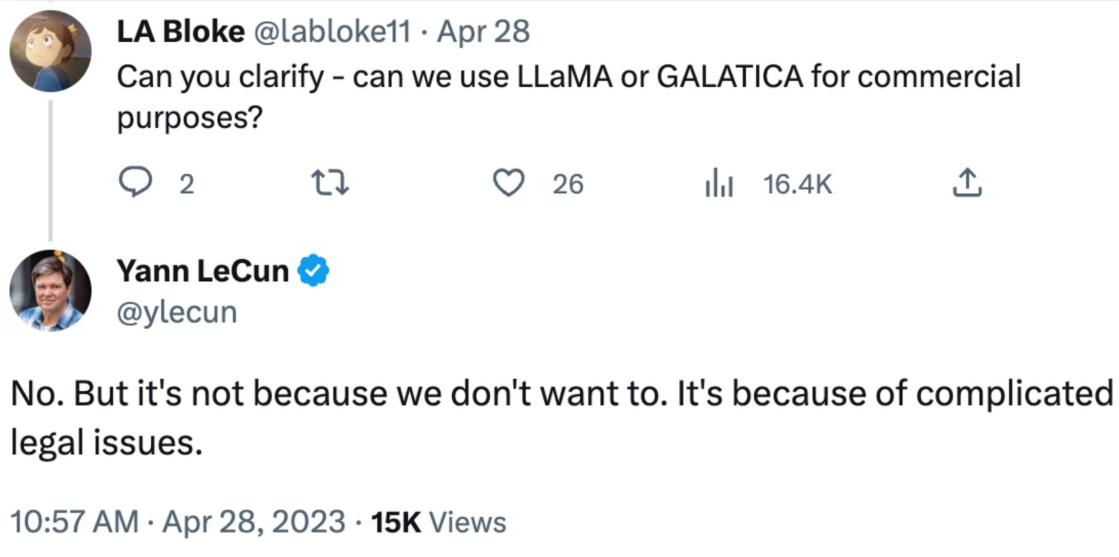 LA Bloke @labloke11 · Apr 28
Can you clarify - can we use LLaMA or GALATICA for commercial
purposes?
2 26 16.4K
Yann LeCun
@ylecun
No. But it's not because we don't want to. It's because of complicated
legal issues.
10:57 AM · Apr 28, 2023 · 15K Views